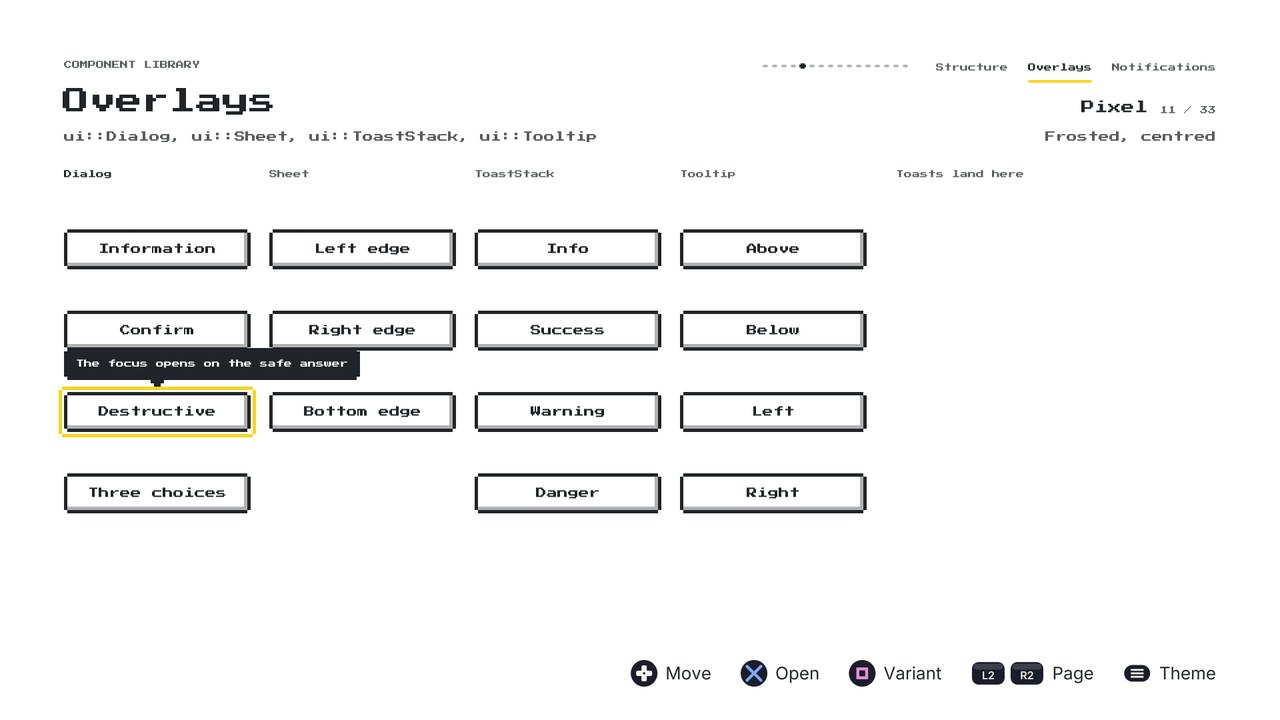 COMPONENT LIBRARY
Structure Overlays Notifications
Overlays
Pixel 11 / 33
ui::Dialog, ui::Sheet, ui::ToastStack, ui::Tooltip
Frosted, centred
Dialog Sheet ToastStack Tooltip Toasts land here
Information Left edge Info Above
Confirm Right edge Success Below
The focus opens on the safe answer
Destructive Bottom edge Warning Left
Three choices Danger Right
Move Open Variant L2 R2 Page Theme